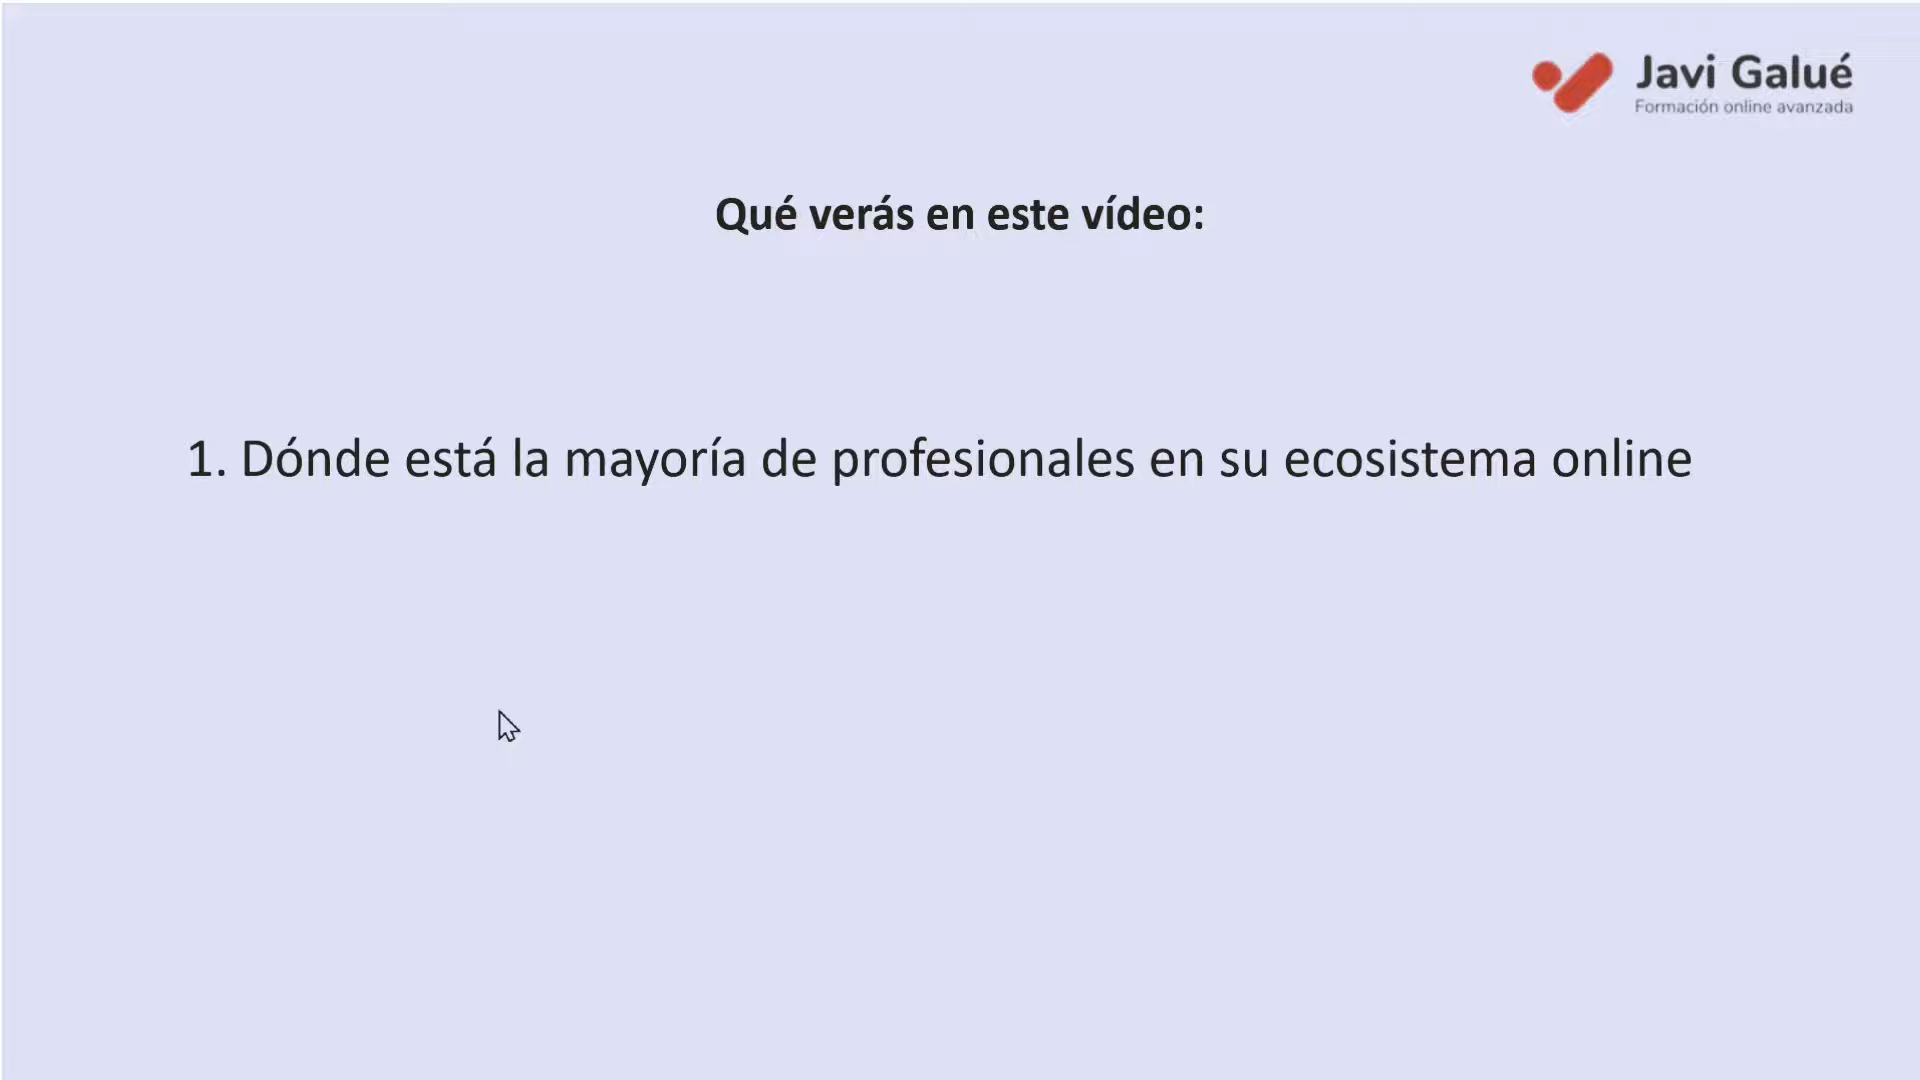 Javi Galué
Formación online avanzada
Qué verás en este vídeo:
1. Dónde está la mayoría de profesionales en su ecosistema online